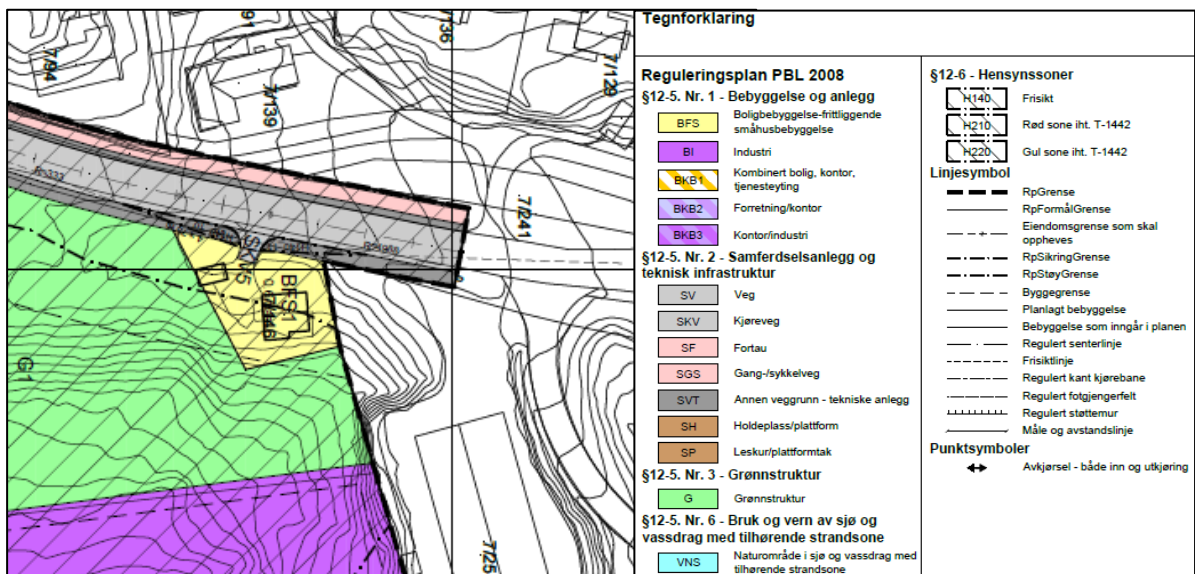 7/94
7/91
7/139
7/136
7/129
7/241
BFS1
G1
7/25
Tegnforklaring
Reguleringsplan PBL 2008
§12-5. Nr. 1 - Bebyggelse og anlegg
BFS Boligbebyggelse-frittliggende
småhusbebyggelse
BI Industri
BKB1 Kombinert bolig, kontor,
tjenesteyting
BKB2 Forretning/kontor
BKB3 Kontor/industri
§12-5. Nr. 2 - Samferdselsanlegg og
teknisk infrastruktur
SV Veg
SKV Kjøreveg
SF Fortau
SGS Gang-/sykkelveg
SVT Annen veggrunn - tekniske anlegg
SH Holdeplass/plattform
SP Leskur/plattformtak
§12-5. Nr. 3 - Grønnstruktur
G Grønnstruktur
§12-5. Nr. 6 - Bruk og vern av sjø og
vassdrag med tilhørende strandsone
VNS Naturområde i sjø og vassdrag med
tilhørende strandsone
§12-6 - Hensynssoner
H140 Frisikt
H210 Rød sone iht. T-1442
H220 Gul sone iht. T-1442
Linjesymbol
RpGrense
RpFormålGrense
Eiendomsgrense som skal
oppheves
RpSikringGrense
RpStøyGrense
Byggegrense
Planlagt bebyggelse
Bebyggelse som inngår i planen
Regulert senterlinje
Frisiktlinje
Regulert kant kjørebane
Regulert fotgjengerfelt
Regulert støttemur
Måle og avstandslinje
Punktsymboler
Avkjørsel - både inn og utkjøring